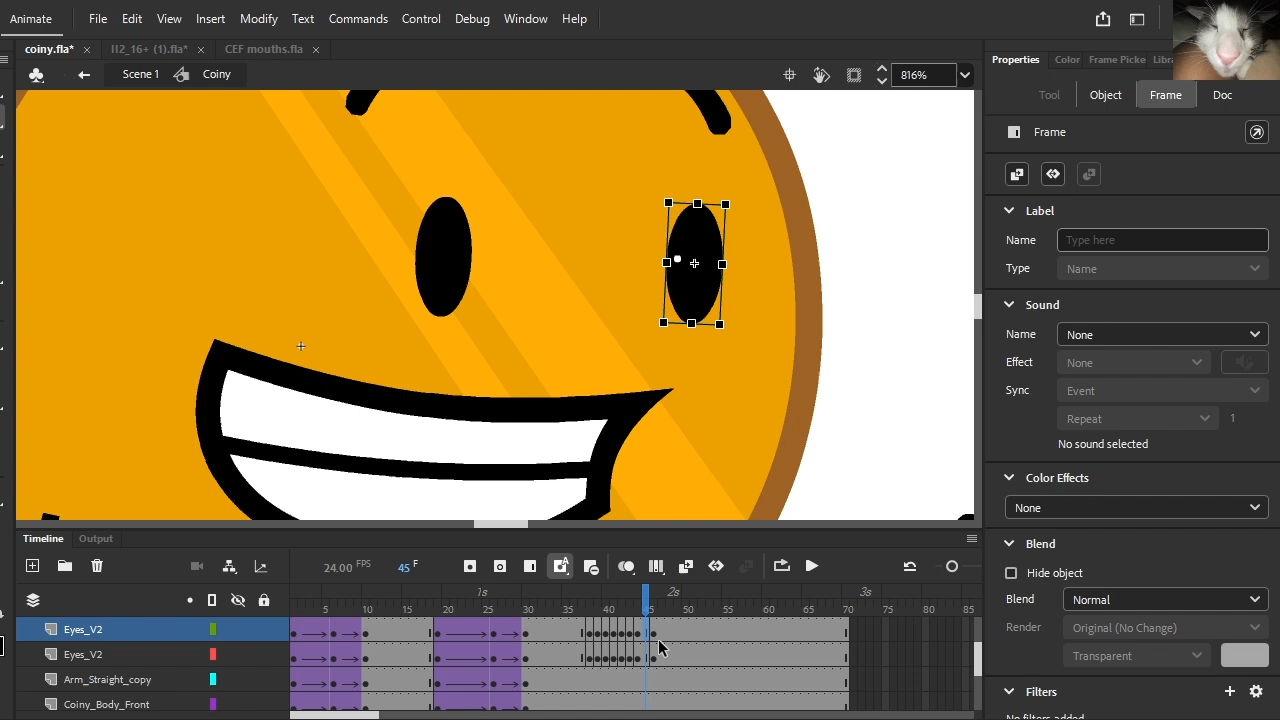 Animate File Edit View Insert Modify Text Commands Control Debug Window Help
coiny.fla* × II2_16+ (1).fla* × CEF mouths.fla ×
Scene 1 Coiny 816%
Properties Color Frame Picke Libra
Tool Object Frame Doc
Frame
Label
Name Type here
Type Name
Sound
Name None
Effect None
Sync Event
Repeat 1
No sound selected
Color Effects
None
Blend
Hide object
Blend Normal
Render Original (No Change)
Transparent
Filters
Timeline Output
24.00 FPS 45 F
1s 2s 3s
5 10 15 20 25 30 35 40 45 50 55 60 65 70 75 80 85
Eyes_V2
Eyes_V2
Arm_Straight_copy
Coiny_Body_Front